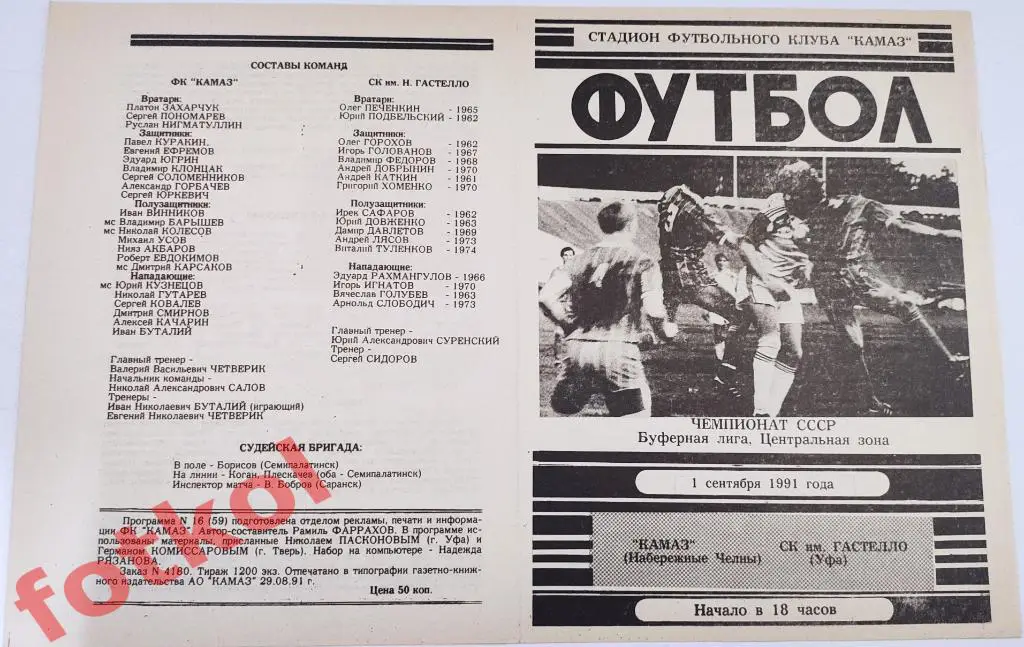 СОСТАВЫ КОМАНД
ФК "КАМАЗ"
Вратари:
Платон ЗАХАРЧУК
Сергей ПОНОМАРЕВ
Руслан НИГМАТУЛЛИН
Защитники:
Павел КУРАКИН,
Евгений ЕФРЕМОВ
Эдуард ЮГРИН
Владимир КЛОНЦАК
Сергей СОЛОМЕННИКОВ
Александр ГОРБАЧЕВ
Сергей ЮРКЕВИЧ
Полузащитники:
Иван ВИННИКОВ
мс Владимир БАРЫШЕВ
мс Николай КОЛЕСОВ
Михаил УСОВ
Нияз АКБАРОВ
Роберт ЕВДОКИМОВ
мс Дмитрий КАРСАКОВ
Нападающие:
мс Юрий КУЗНЕЦОВ
Николай ГУТАРЕВ
Сергей КОВАЛЕВ
Дмитрий СМИРНОВ
Алексей КАЧАРИН
Иван БУТАЛИЙ
Главный тренер -
Валерий Васильевич ЧЕТВЕРИК
Начальник команды -
Николай Александрович САЛОВ
Тренеры -
Иван Николаевич БУТАЛИЙ (играющий)
Евгений Николаевич ЧЕТВЕРИК
СК им. Н. ГАСТЕЛЛО
Вратари:
Олег ПЕЧЕНКИН - 1965
Юрий ПОДБЕЛЬСКИЙ - 1962
Защитники:
Олег ГОРОХОВ - 1962
Игорь ГОЛОВАНОВ - 1967
Владимир ФЕДОРОВ - 1968
Андрей ДОБРЫНИН - 1970
Андрей КАТКИН - 1961
Григорий ХОМЕНКО - 1970
Полузащитники:
Ирек САФАРОВ - 1962
Юрий ДОВЖЕНКО - 1963
Дамир ДАВЛЕТОВ - 1969
Андрей ЛЯСОВ - 1973
Виталий ТУЛЕНКОВ - 1974
Нападающие:
Эдуард РАХМАНГУЛОВ - 1966
Игорь ИГНАТОВ - 1970
Вячеслав ГОЛУБЕВ - 1963
Арнольд СЛОБОДИЧ - 1973
Главный тренер -
Юрий Александрович СУРЕНСКИЙ
Тренер -
Сергей СИДОРОВ
СУДЕЙСКАЯ БРИГАДА:
В поле - Борисов (Семипалатинск)
На линии - Коган, Плескачев (оба - Семипалатинск)
Инспектор матча - В. Бобров (Саранск)
Программа N 16 (59) подготовлена отделом рекламы, печати и информа-
ции ФК "КАМАЗ". Автор-составитель Рамиль ФАРРАХОВ. В программе ис-
пользованы материалы, присланные Николаем ПАСКОНОВЫМ (г. Уфа) и
Германом КОМИССАРОВЫМ (г. Тверь). Набор на компьютере - Надежда
РЯЗАНОВА.
Заказ N 4180. Тираж 1200 экз. Отпечатано в типографии газетно-книж-
ного издательства АО "КАМАЗ" 29.08.91 г.
Цена 50 коп.
СТАДИОН ФУТБОЛЬНОГО КЛУБА "КАМАЗ"
ФУТБОЛ
ЧЕМПИОНАТ СССР
Буферная лига, Центральная зона
1 сентября 1991 года
"КАМАЗ"
(Набережные Челны)
СК им. ГАСТЕЛЛО
(Уфа)
Начало в 18 часов
fotkol